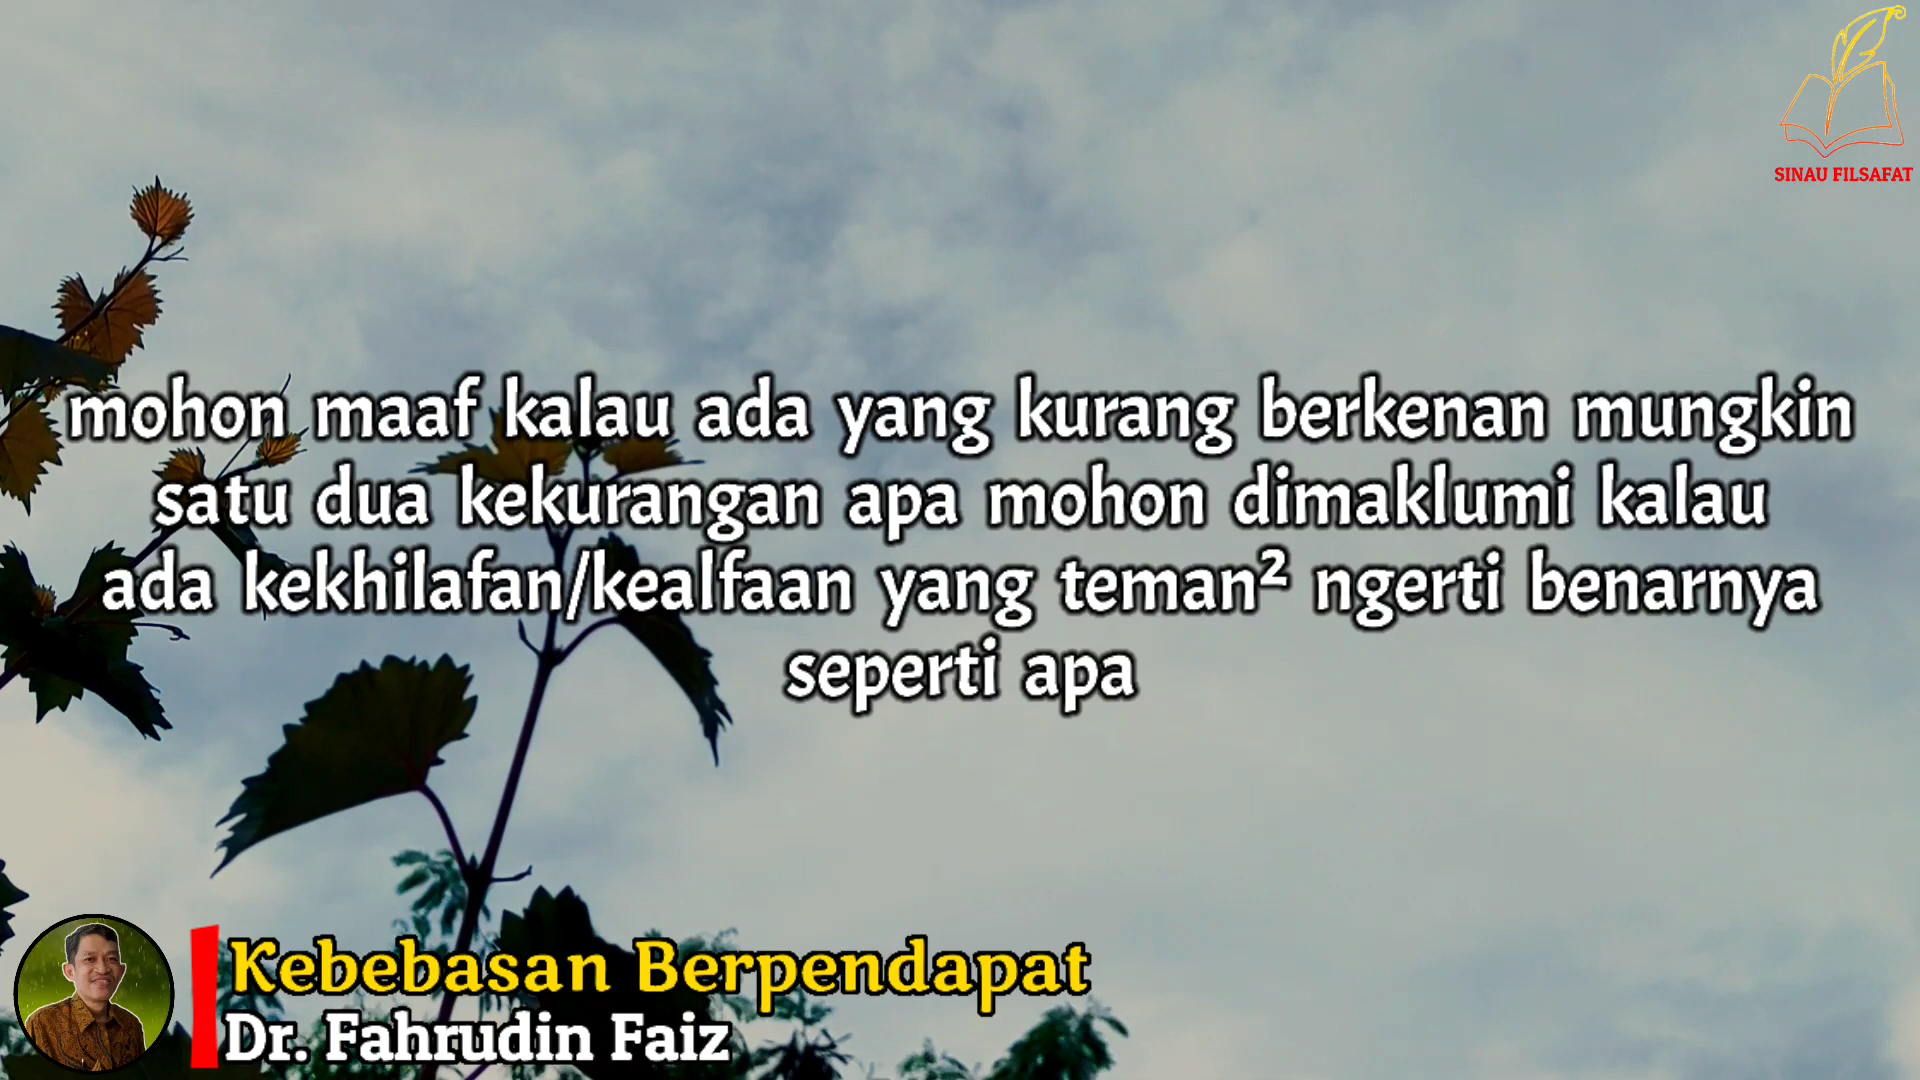 SINAU FILSAFAT
mohon maaf kalau ada yang kurang berkenan mungkin
satu dua kekurangan apa mohon dimaklumi kalau
ada kekhilafan/kealfaan yang teman² ngerti benarnya
seperti apa
Kebebasan Berpendapat
Dr. Fahrudin Faiz